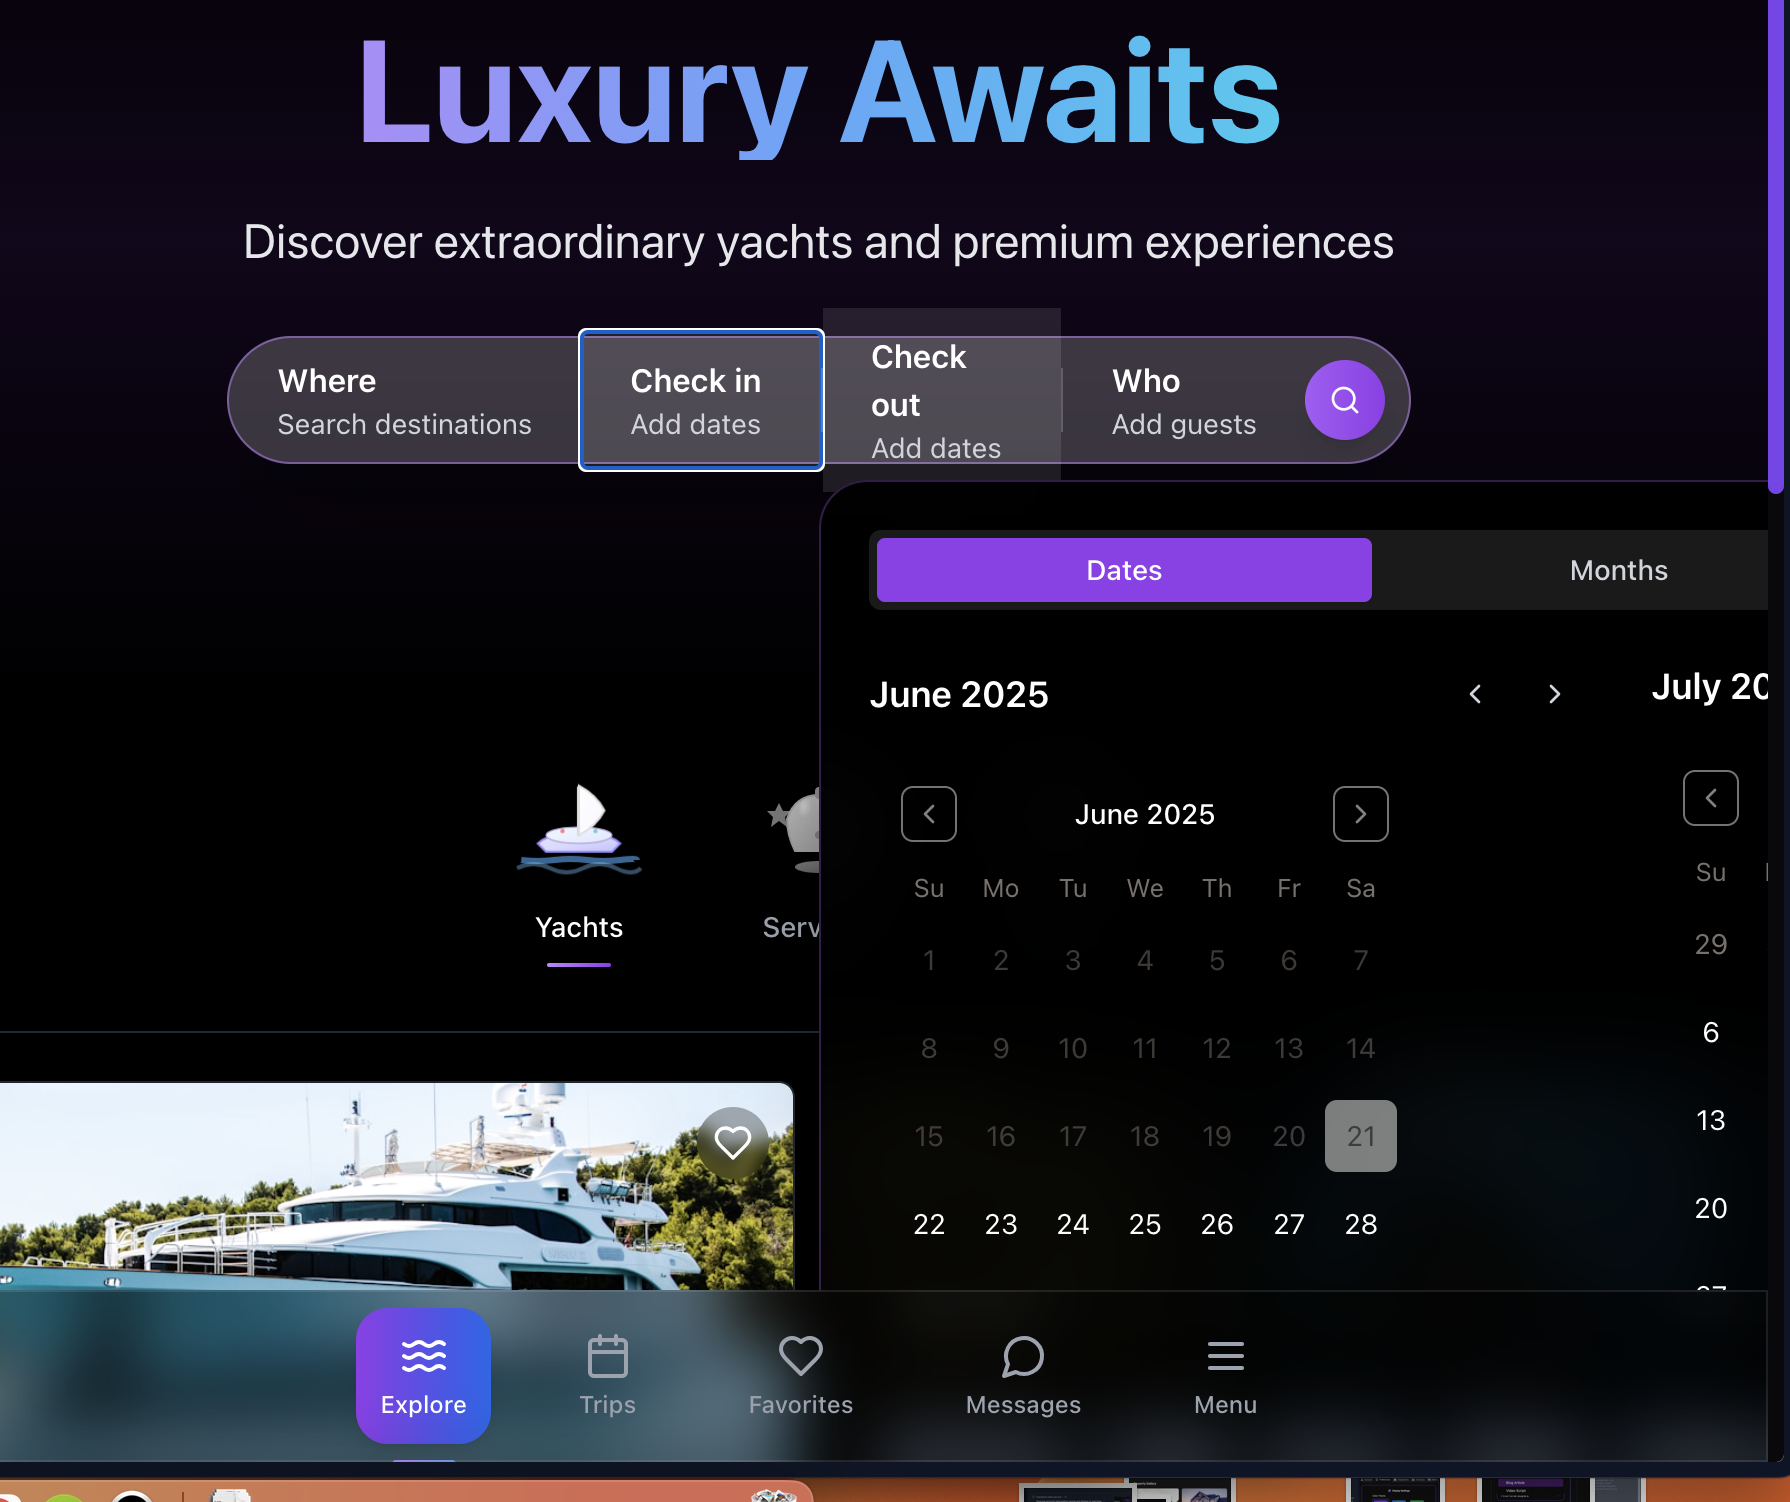 Luxury Awaits
Discover extraordinary yachts and premium experiences
Where
Search destinations
Check in
Add dates
Check
out
Add dates
Who
Add guests
Dates
Months
June 2025
July 20
June 2025
Su Mo Tu We Th Fr Sa
1 2 3 4 5 6 7
8 9 10 11 12 13 14
15 16 17 18 19 20 21
22 23 24 25 26 27 28
Su
29
6
13
20
Yachts
Serv
Explore
Trips
Favorites
Messages
Menu